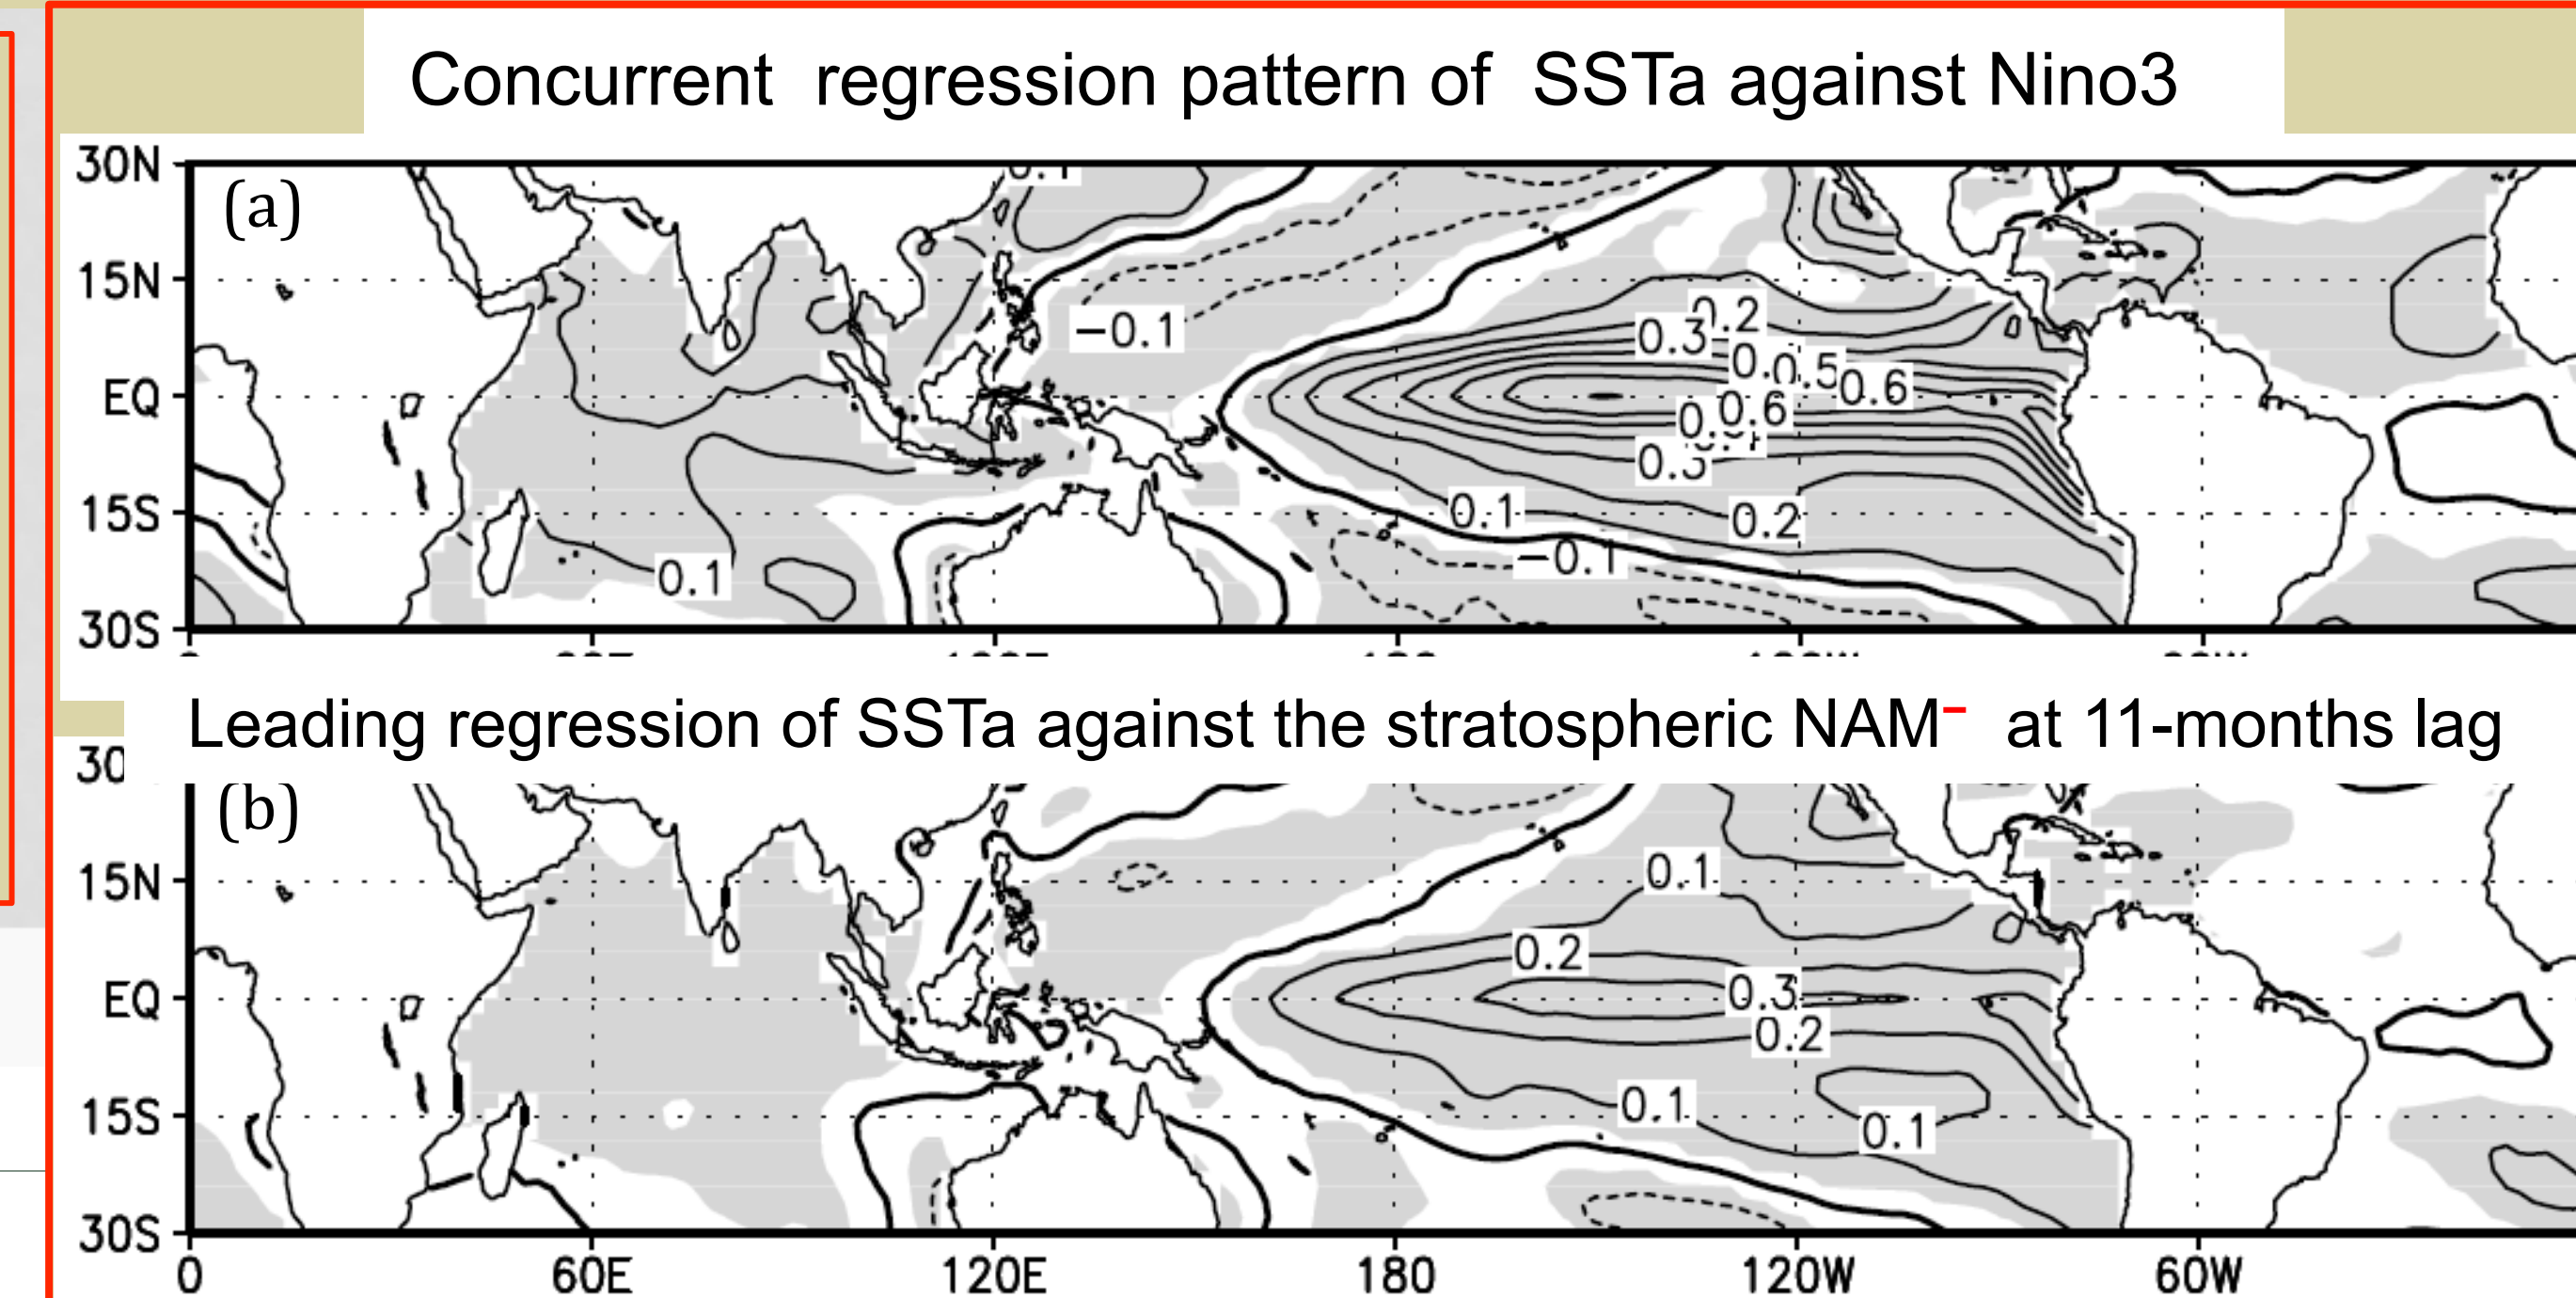 Concurrent regression pattern of SSTa against Nino3
30N
(a)
0.1
15N
−0.1
0.2
0.3
0.5
0.6
EQ
0.6
0.3
15S
0.1
0.2
−0.1
0.1
30S
Leading regression of SSTa against the stratospheric NAM⁻ at 11-months lag
30
(b)
15N
0.1
0.2
EQ
0.3
0.2
15S
0.1
0.1
30S
0 60E 120E 180 120W 60W